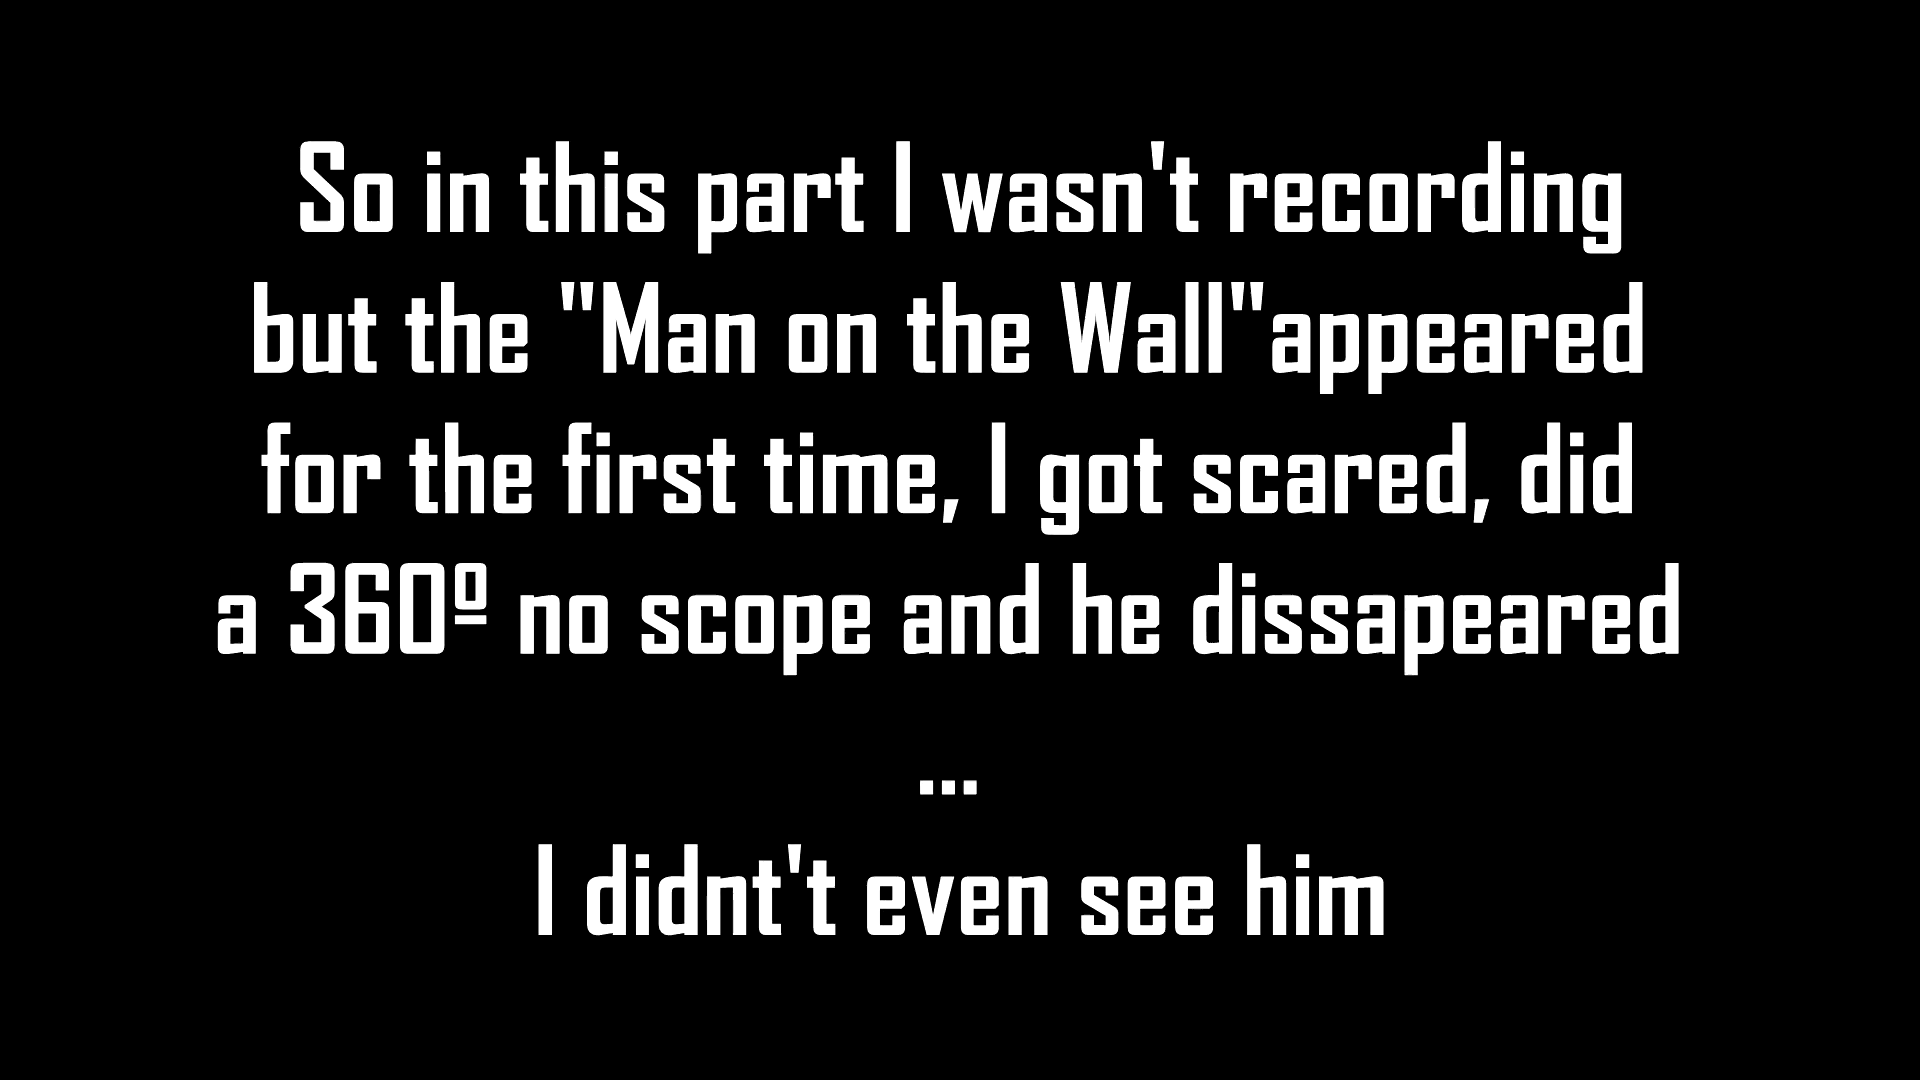 So in this part I wasn't recording
but the "Man on the Wall"appeared
for the first time, I got scared, did
a 360º no scope and he dissapeared
...
I didnt't even see him